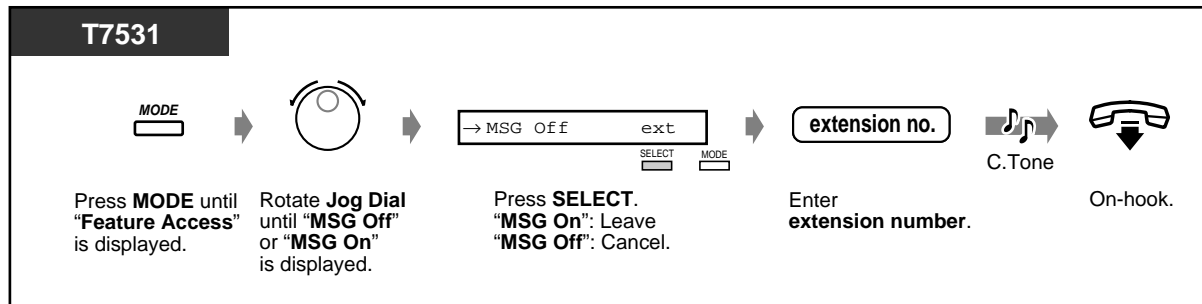 T7531
MODE
→ MSG Off ext
SELECT MODE
extension no.
C.Tone
Press MODE until
“Feature Access”
is displayed.
Rotate Jog Dial
until “MSG Off”
or “MSG On”
is displayed.
Press SELECT.
“MSG On”: Leave
“MSG Off”: Cancel.
Enter
extension number.
On-hook.